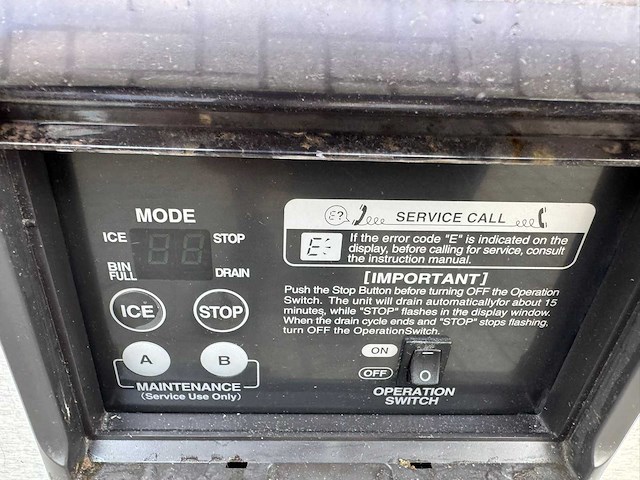 MODE
ICE STOP
BIN FULL DRAIN
ICE STOP
A B
MAINTENANCE
(Service Use Only)
E? SERVICE CALL
E
If the error code "E" is indicated on the
display, before calling for service, consult
the instruction manual.
[IMPORTANT]
Push the Stop Button before turning OFF the Operation
Switch. The unit will drain automaticallyfor about 15
minutes, while "STOP" flashes in the display window.
When the drain cycle ends and "STOP" stops flashing,
turn OFF the OperationSwitch.
ON
OFF
OPERATION
SWITCH